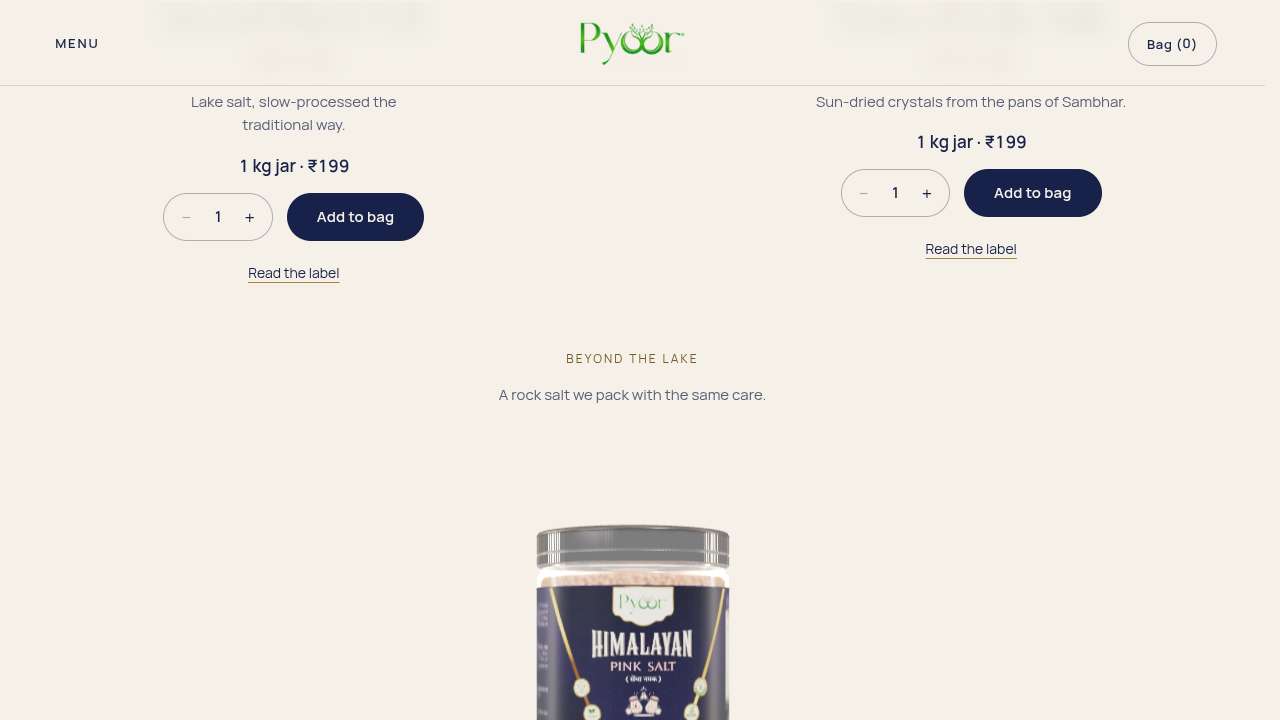 MENU
Pyoor
Bag (0)
Lake salt, slow-processed the
traditional way.
1 kg jar · ₹199
− 1 +
Add to bag
Read the label
Sun-dried crystals from the pans of Sambhar.
1 kg jar · ₹199
− 1 +
Add to bag
Read the label
BEYOND THE LAKE
A rock salt we pack with the same care.
Pyoor
HIMALAYAN
PINK SALT
( सेंधा नमक )